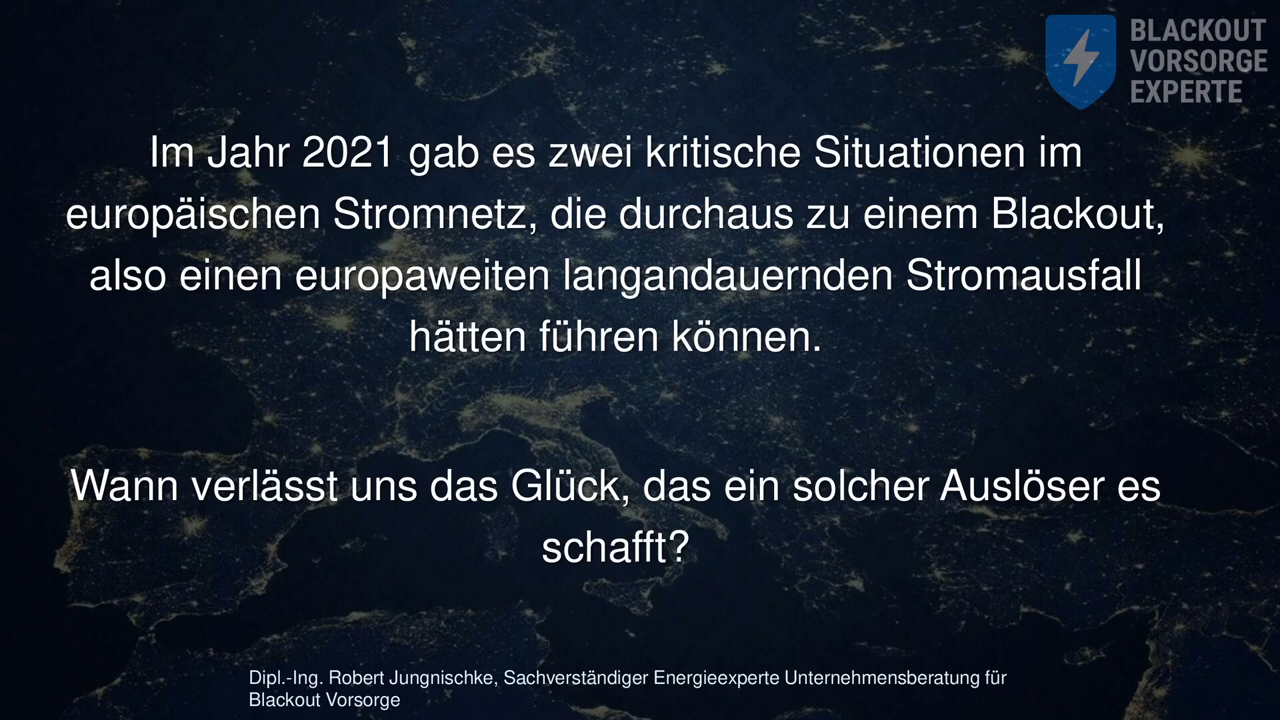 BLACKOUT
VORSORGE
EXPERTE
Im Jahr 2021 gab es zwei kritische Situationen im
europäischen Stromnetz, die durchaus zu einem Blackout,
also einen europaweiten langandauernden Stromausfall
hätten führen können.
Wann verlässt uns das Glück, das ein solcher Auslöser es
schafft?
Dipl.-Ing. Robert Jungnischke, Sachverständiger Energieexperte Unternehmensberatung für
Blackout Vorsorge